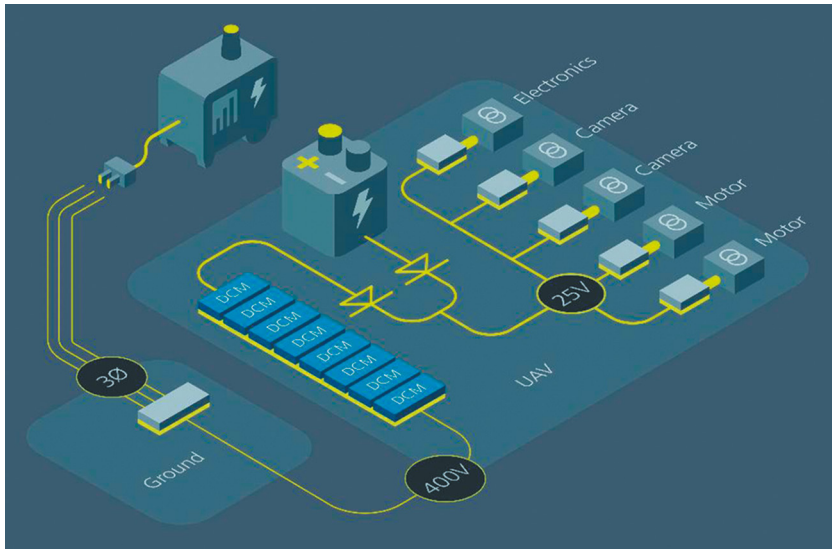 Electronics
Camera
Camera
Motor
Motor
+
–
25V
DCM
DCM
DCM
DCM
DCM
DCM
DCM
DCM
UAV
3Ø
Ground
400V